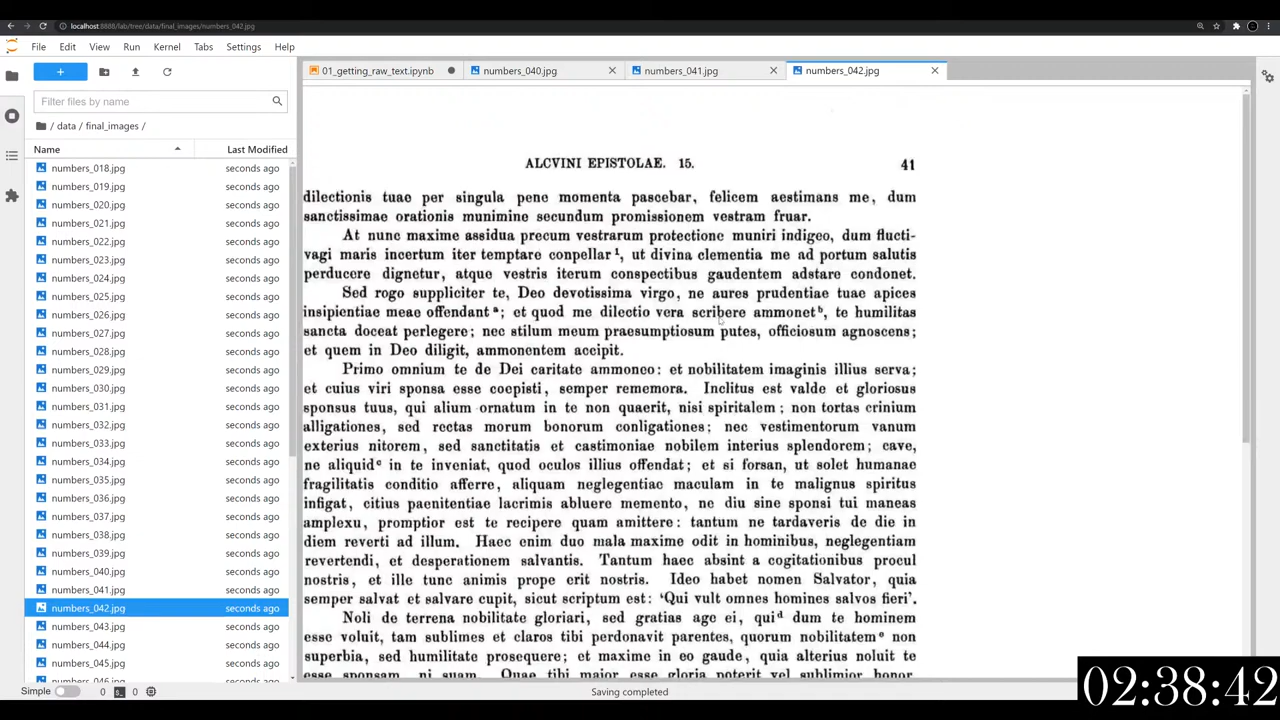 localhost:8888/lab/tree/data/final_images/numbers_042.jpg
File Edit View Run Kernel Tabs Settings Help
+
01_getting_raw_text.ipynb
numbers_040.jpg
numbers_041.jpg
numbers_042.jpg
Filter files by name
/ data / final_images /
Name Last Modified
numbers_018.jpg seconds ago
numbers_019.jpg seconds ago
numbers_020.jpg seconds ago
numbers_021.jpg seconds ago
numbers_022.jpg seconds ago
numbers_023.jpg seconds ago
numbers_024.jpg seconds ago
numbers_025.jpg seconds ago
numbers_026.jpg seconds ago
numbers_027.jpg seconds ago
numbers_028.jpg seconds ago
numbers_029.jpg seconds ago
numbers_030.jpg seconds ago
numbers_031.jpg seconds ago
numbers_032.jpg seconds ago
numbers_033.jpg seconds ago
numbers_034.jpg seconds ago
numbers_035.jpg seconds ago
numbers_036.jpg seconds ago
numbers_037.jpg seconds ago
numbers_038.jpg seconds ago
numbers_039.jpg seconds ago
numbers_040.jpg seconds ago
numbers_041.jpg seconds ago
numbers_042.jpg seconds ago
numbers_043.jpg seconds ago
numbers_044.jpg seconds ago
numbers_045.jpg seconds ago
numbers_046.jpg seconds ago
ALCVINI EPISTOLAE. 15. 41
dilectionis tuae per singula pene momenta pascebar, felicem aestimans me, dum
sanctissimae orationis munimine secundum promissionem vestram fruar.
At nunc maxime assidua precum vestrarum protectione muniri indigeo, dum flucti-
vagi maris incertum iter temptare conpellar ¹, ut divina clementia me ad portum salutis
perducere dignetur, atque vestris iterum conspectibus gaudentem adstare condonet.
Sed rogo suppliciter te, Deo devotissima virgo, ne aures prudentiae tuae apices
insipientiae meae offendant ᵃ; et quod me dilectio vera scribere ammonet ᵇ, te humilitas
sancta doceat perlegere; nec stilum meum praesumptiosum putes, officiosum agnoscens;
et quem in Deo diligit, ammonentem accipit.
Primo omnium te de Dei caritate ammoneo: et nobilitatem imaginis illius serva;
et cuius viri sponsa esse coepisti, semper rememora. Inclitus est valde et gloriosus
sponsus tuus, qui alium ornatum in te non quaerit, nisi spiritalem; non tortas crinium
alligationes, sed rectas morum bonorum conligationes; nec vestimentorum vanum
exterius nitorem, sed sanctitatis et castimoniae nobilem interius splendorem; cave,
ne aliquid ᶜ in te inveniat, quod oculos illius offendat; et si forsan, ut solet humanae
fragilitatis conditio afferre, aliquam neglegentiae maculam in te malignus spiritus
infigat, citius paenitentiae lacrimis abluere memento, ne diu sine sponsi tui maneas
amplexu, promptior est te recipere quam amittere: tantum ne tardaveris de die in
diem reverti ad illum. Haec enim duo mala maxime odit in hominibus, neglegentiam
revertendi, et desperationem salvantis. Tantum haec absint a cogitationibus procul
nostris, et ille tunc animis prope erit nostris. Ideo habet nomen Salvator, quia
semper salvat et salvare cupit, sicut scriptum est: 'Qui vult omnes homines salvos fieri'.
Noli de terrena nobilitate gloriari, sed gratias age ei, qui ᵈ dum te hominem
esse voluit, tam sublimes et claros tibi perdonavit parentes, quorum nobilitatem ᵉ non
superbia, sed humilitate prosequere; et maxime in eo gaude, quia alterius noluit te
esse sponsam, ni suam. Quae tibi maior esse gloria poterit vel sublimior honor,
Simple 0 0
Saving completed
02:38:42